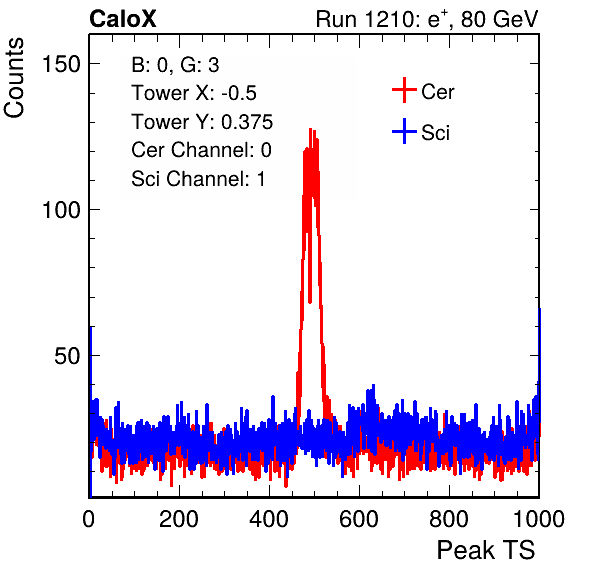 CaloX Run 1210: e⁺, 80 GeV
B: 0, G: 3
Tower X: -0.5
Tower Y: 0.375
Cer Channel: 0
Sci Channel: 1
Cer
Sci
Counts
150
100
50
0 200 400 600 800 1000
Peak TS